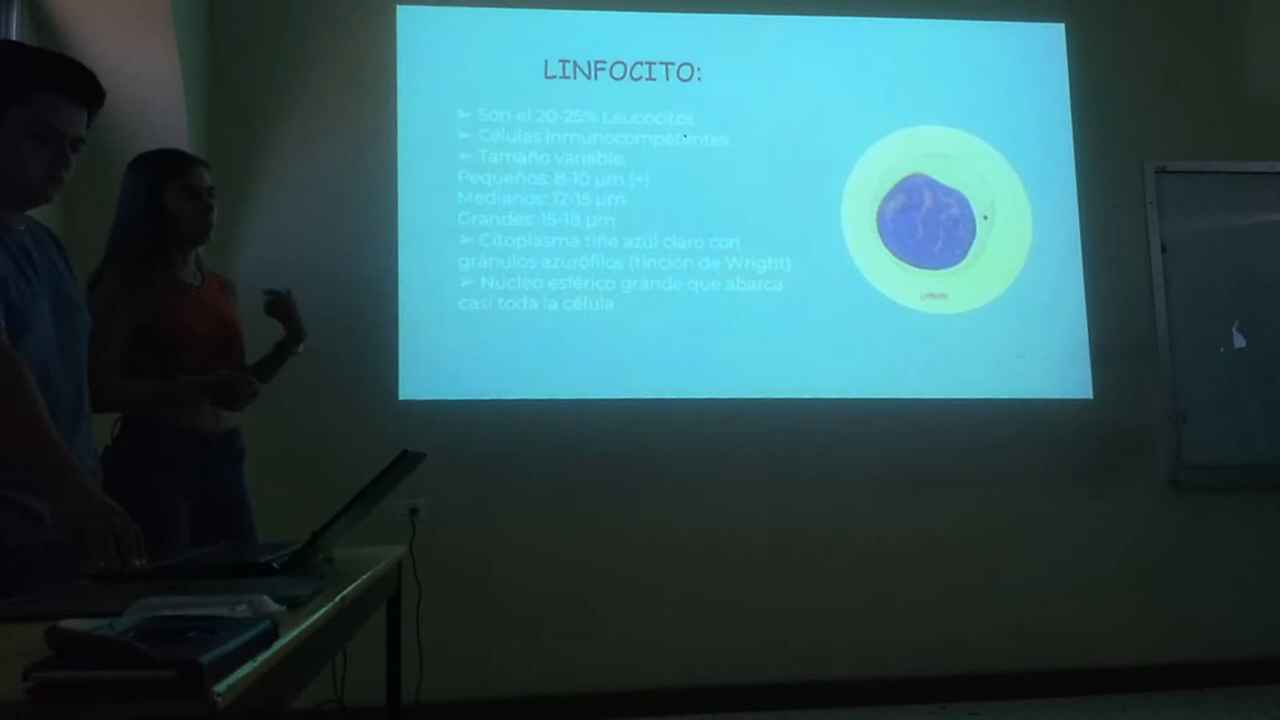 LINFOCITO:
➢ Son el 20-25% Leucocitos
➢ Células inmunocompetentes.
➢ Tamaño variable:
Pequeños: 8-10 µm (+)
Medianos: 12-15 µm
Grandes: 15-18 µm
➢ Citoplasma tiñe azul claro con
gránulos azurófilos (tinción de Wright)
➢ Núcleo esférico grande que abarca
casi toda la célula